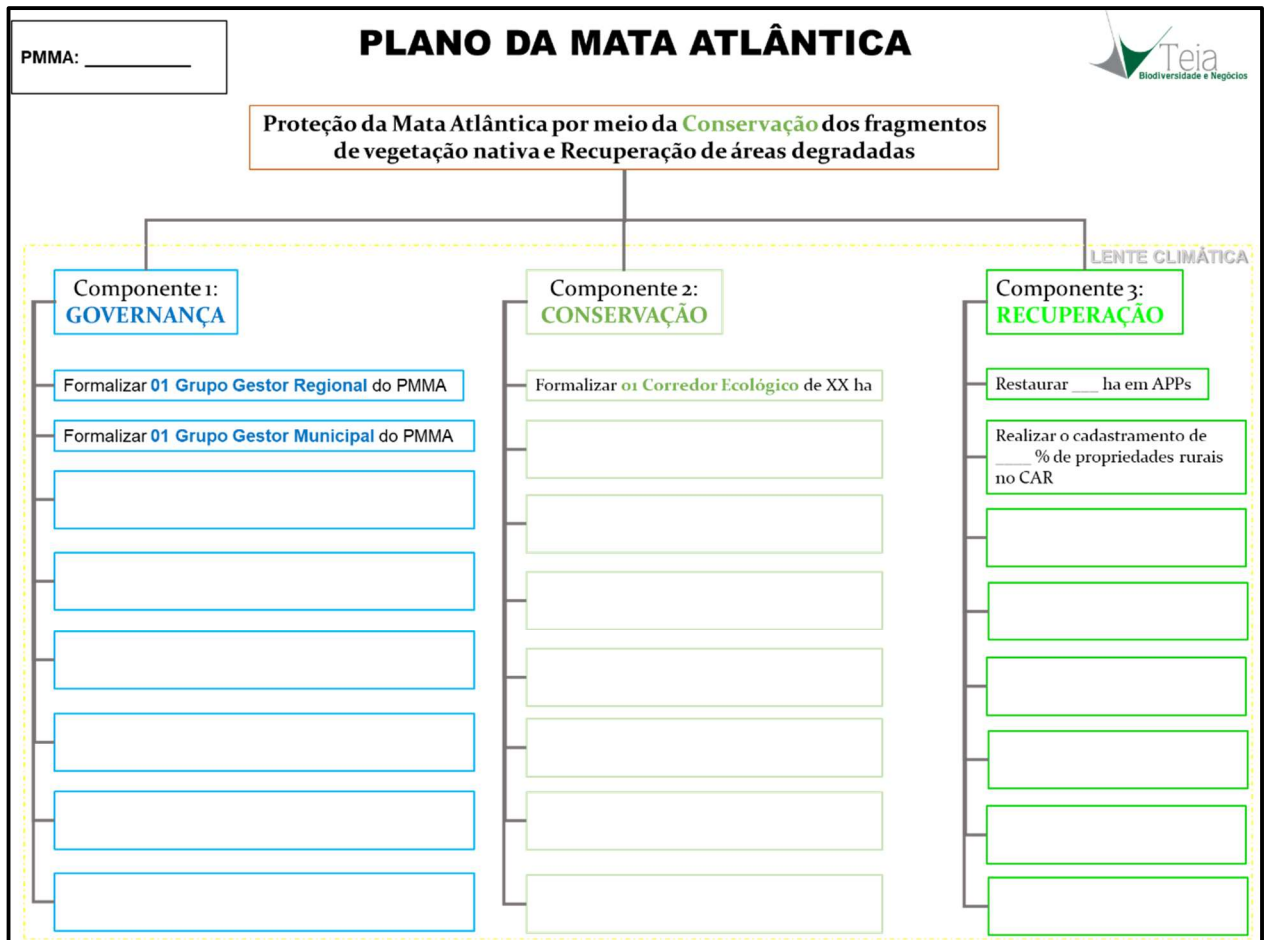 PMMA: ___________
PLANO DA MATA ATLÂNTICA
Teia
Biodiversidade e Negócios
Proteção da Mata Atlântica por meio da Conservação dos fragmentos
de vegetação nativa e Recuperação de áreas degradadas
LENTE CLIMÁTICA
Componente 1:
GOVERNANÇA
Formalizar 01 Grupo Gestor Regional do PMMA
Formalizar 01 Grupo Gestor Municipal do PMMA
Componente 2:
CONSERVAÇÃO
Formalizar 01 Corredor Ecológico de XX ha
Componente 3:
RECUPERAÇÃO
Restaurar ___ ha em APPs
Realizar o cadastramento de
____ % de propriedades rurais
no CAR